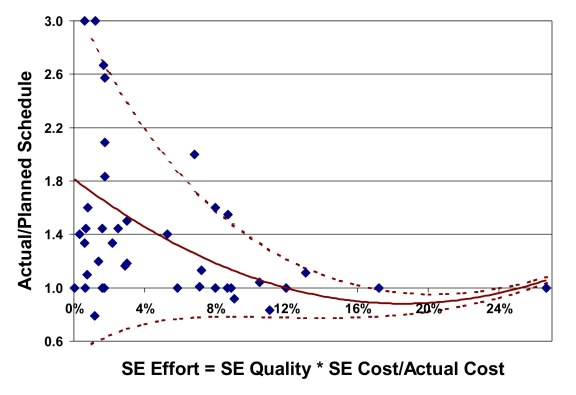 3.0
2.6
2.2
1.8
1.4
1.0
0.6
Actual/Planned Schedule
0% 4% 8% 12% 16% 20% 24%
SE Effort = SE Quality * SE Cost/Actual Cost